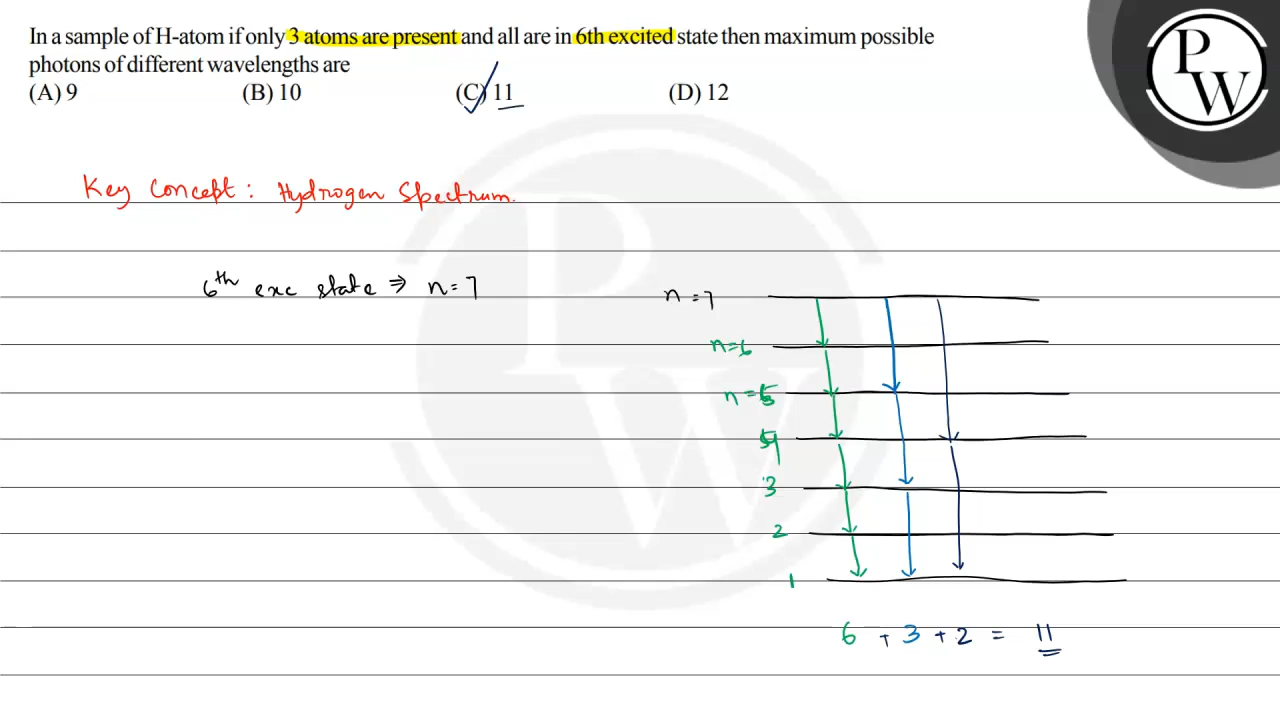 In a sample of H-atom if only 3 atoms are present and all are in 6th excited state then maximum possible
photons of different wavelengths are
(A) 9 (B) 10 (C) 11 (D) 12
P
W
Key Concept: Hydrogen Spectrum.
6th exc state ⇒ n=7
n=7
n=6
n=5
4
3
2
1
6 + 3 + 2 = 11